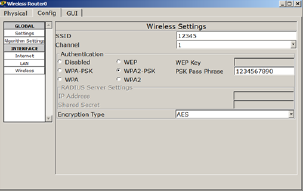 Wireless Router0
Physical Config GUI
GLOBAL
Settings
Algorithm Settings
INTERFACE
Internet
LAN
Wireless
Wireless Settings
SSID 12345
Channel 1
Authentication
Disabled WEP WEP Key
WPA-PSK WPA2-PSK PSK Pass Phrase 1234567890
WPA WPA2
RADIUS Server Settings
IP Address
Shared Secret
Encryption Type AES